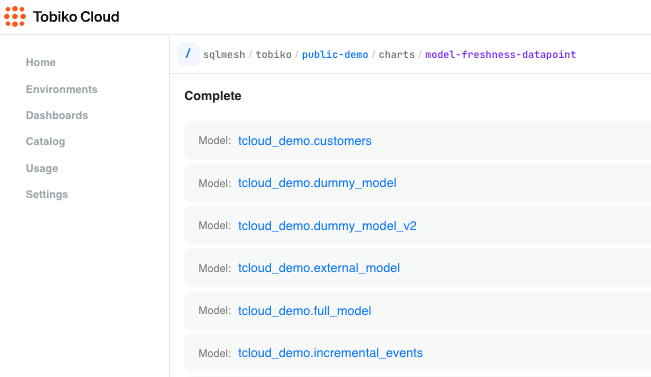 Tobiko Cloud
/ sqlmesh / tobiko / public-demo / charts / model-freshness-datapoint
Home
Environments
Dashboards
Catalog
Usage
Settings
Complete
Model: tcloud_demo.customers
Model: tcloud_demo.dummy_model
Model: tcloud_demo.dummy_model_v2
Model: tcloud_demo.external_model
Model: tcloud_demo.full_model
Model: tcloud_demo.incremental_events